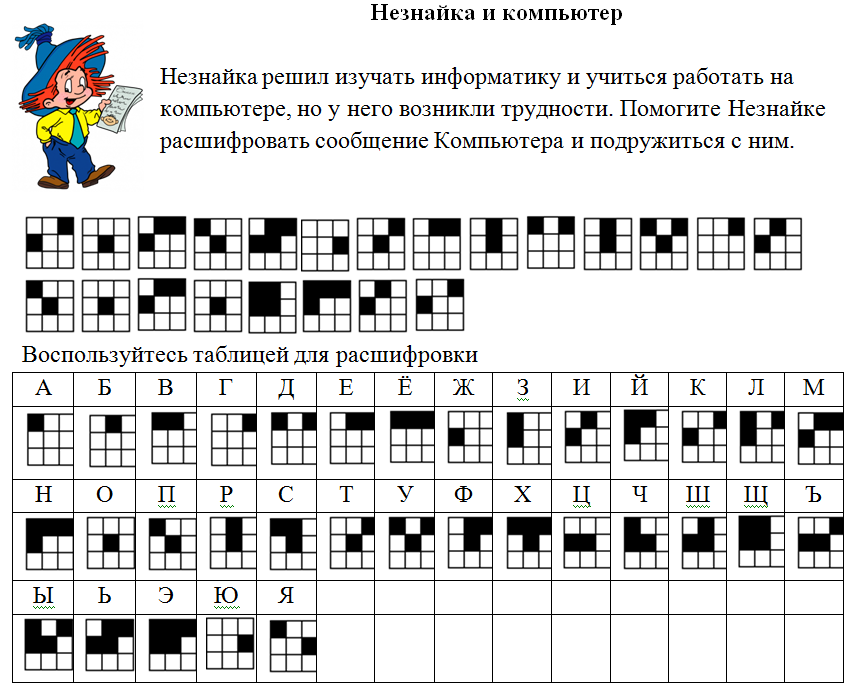 Незнайка и компьютер
Незнайка решил изучать информатику и учиться работать на
компьютере, но у него возникли трудности. Помогите Незнайке
расшифровать сообщение Компьютера и подружиться с ним.
Воспользуйтесь таблицей для расшифровки
А Б В Г Д Е Ё Ж З И Й К Л М
Н О П Р С Т У Ф Х Ц Ч Ш Щ Ъ
Ы Ь Э Ю Я